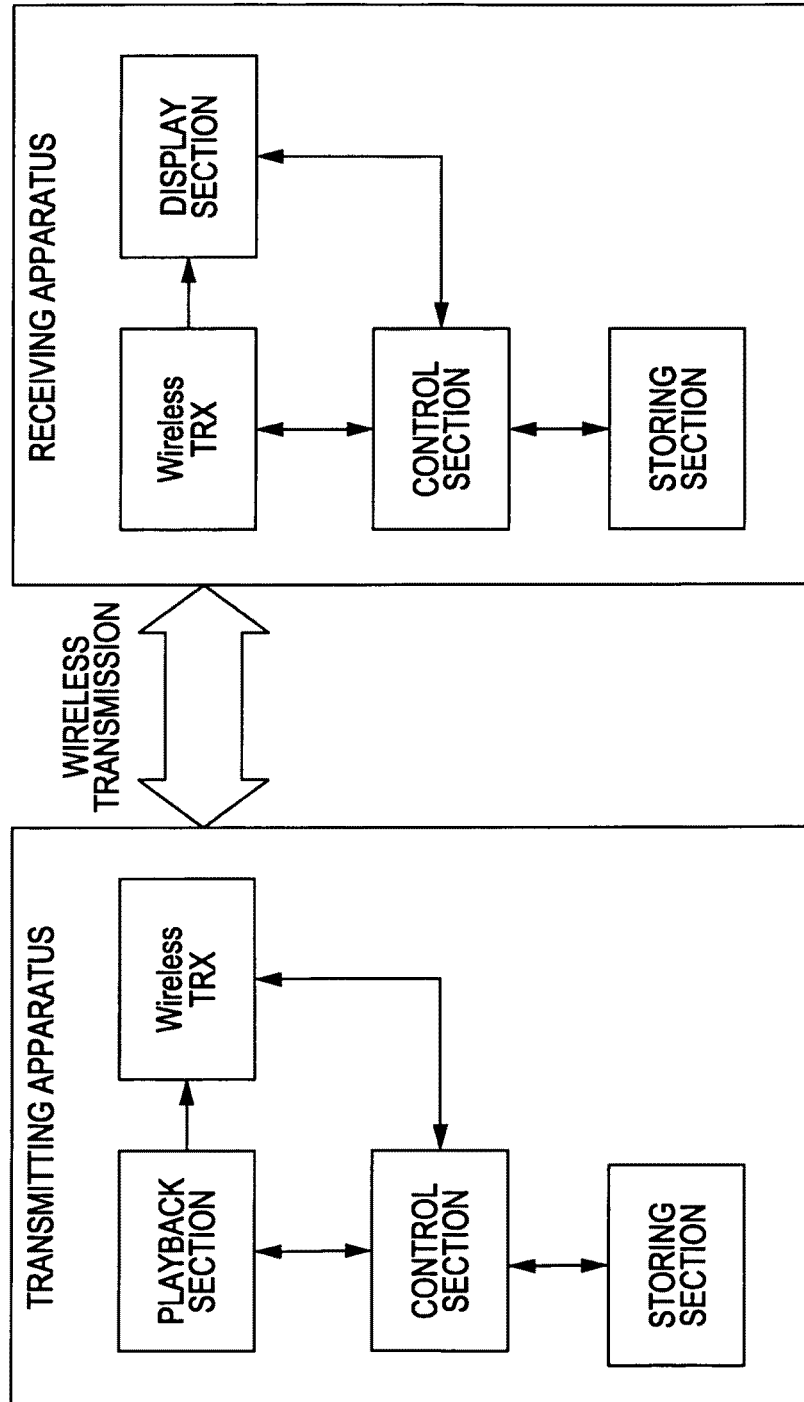 TRANSMITTING APPARATUS
PLAYBACK
SECTION
Wireless
TRX
CONTROL
SECTION
STORING
SECTION
WIRELESS
TRANSMISSION
RECEIVING APPARATUS
Wireless
TRX
DISPLAY
SECTION
CONTROL
SECTION
STORING
SECTION